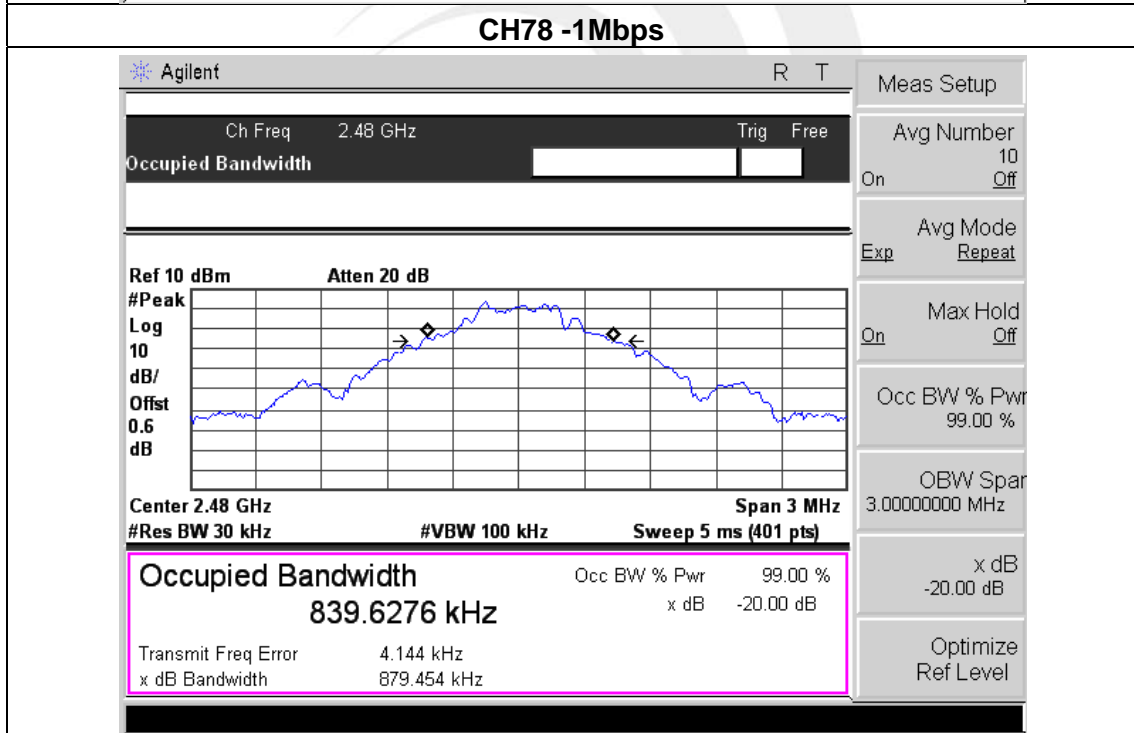 CH78 -1Mbps
Agilent R T
Ch Freq 2.48 GHz Trig Free
Occupied Bandwidth
Ref 10 dBm Atten 20 dB
#Peak
Log
10
dB/
Offst
0.6
dB
Center 2.48 GHz Span 3 MHz
#Res BW 30 kHz #VBW 100 kHz Sweep 5 ms (401 pts)
Occupied Bandwidth Occ BW % Pwr 99.00 %
839.6276 kHz x dB -20.00 dB
Transmit Freq Error 4.144 kHz
x dB Bandwidth 879.454 kHz
Meas Setup
Avg Number
10
On Off
Avg Mode
Exp Repeat
Max Hold
On Off
Occ BW % Pwr
99.00 %
OBW Span
3.00000000 MHz
x dB
-20.00 dB
Optimize
Ref Level